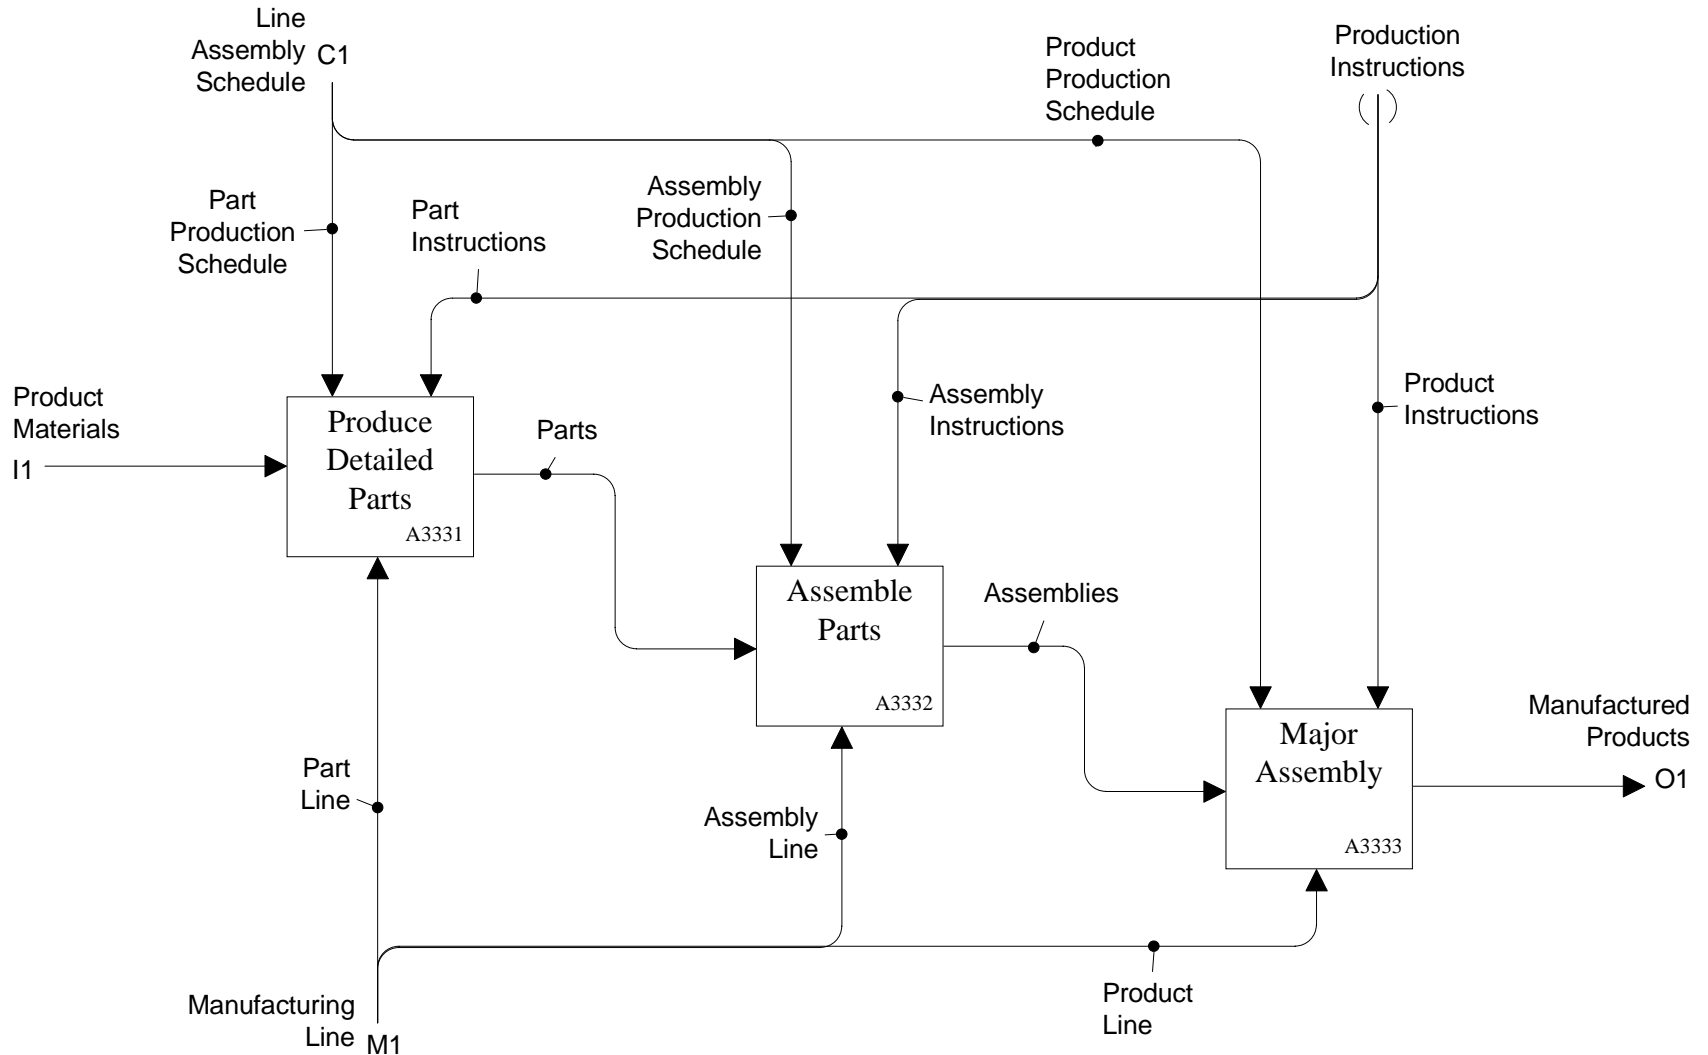 Line
Assembly
Schedule
C1
Product
Production
Schedule
Production
Instructions
( )
Part
Production
Schedule
Part
Instructions
Assembly
Production
Schedule
Product
Materials
I1
Produce
Detailed
Parts
A3331
Parts
Assembly
Instructions
Product
Instructions
Assemble
Parts
A3332
Assemblies
Major
Assembly
A3333
Manufactured
Products
O1
Part
Line
Assembly
Line
Product
Line
Manufacturing
Line
M1